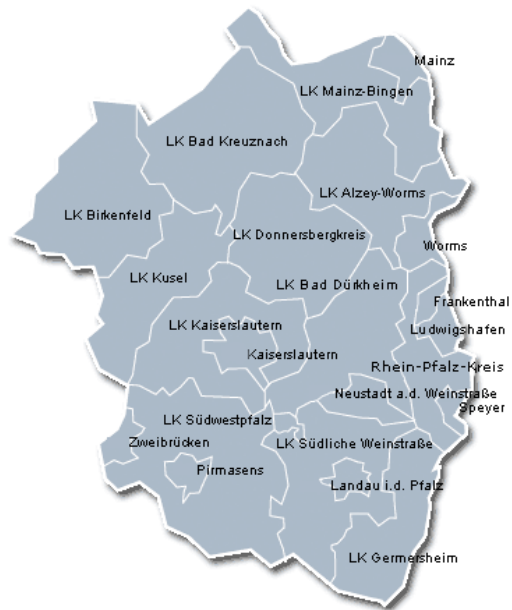 Mainz
LK Mainz-Bingen
LK Bad Kreuznach
LK Alzey-Worms
LK Birkenfeld
LK Donnersbergkreis
Worms
LK Kusel
LK Bad Dürkheim
Frankenthal
LK Kaiserslautern
Ludwigshafen
Kaiserslautern
Rhein-Pfalz-Kreis
Neustadt a.d. Weinstraße
Speyer
LK Südwestpfalz
Zweibrücken
LK Südliche Weinstraße
Pirmasens
Landau i.d. Pfalz
LK Germersheim